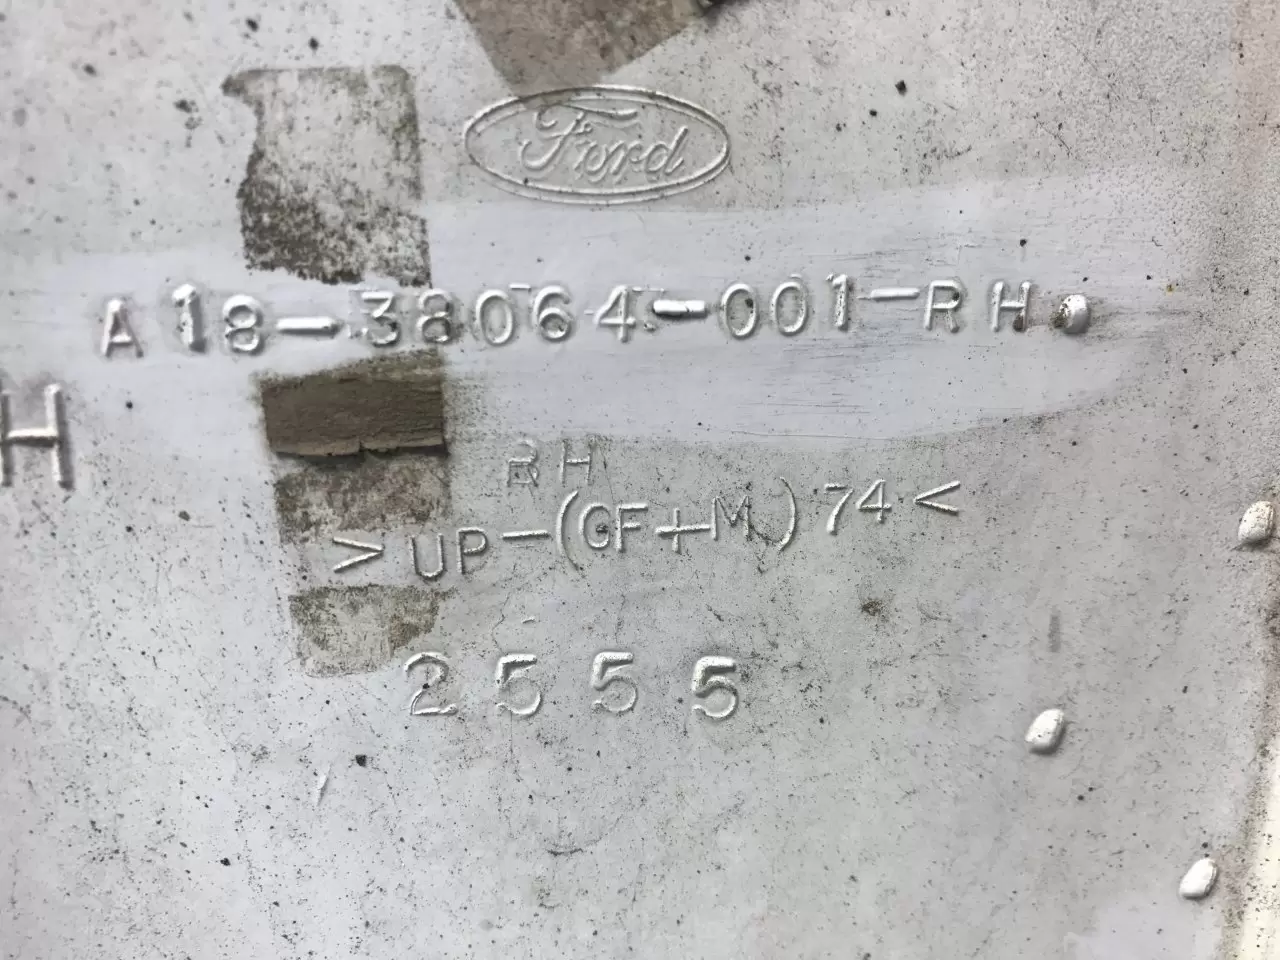 Ford
A18-38064-001-RH
H
RH
>UP-(GF+M)74<
2555